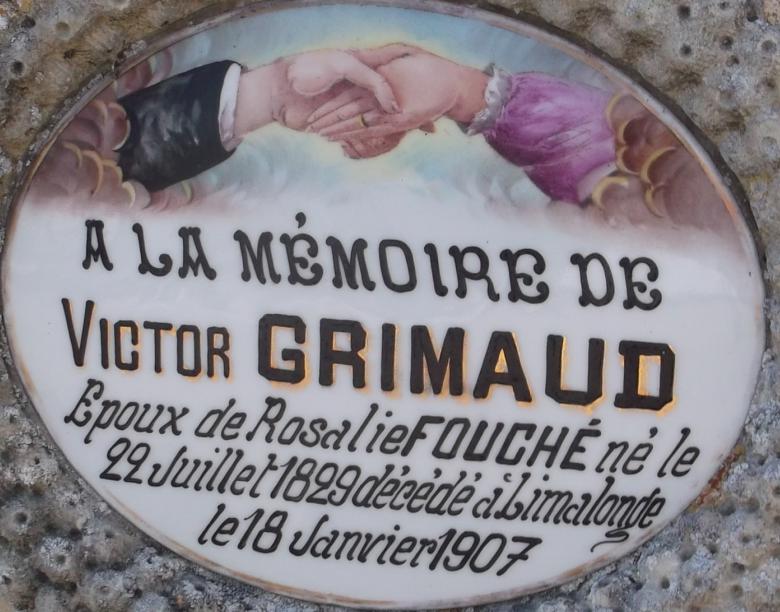 A LA MÉMOIRE DE
VICTOR GRIMAUD
Epoux de Rosalie FOUCHÉ né le
22 Juillet 1829 décédé à Limalonge
le 18 Janvier 1907